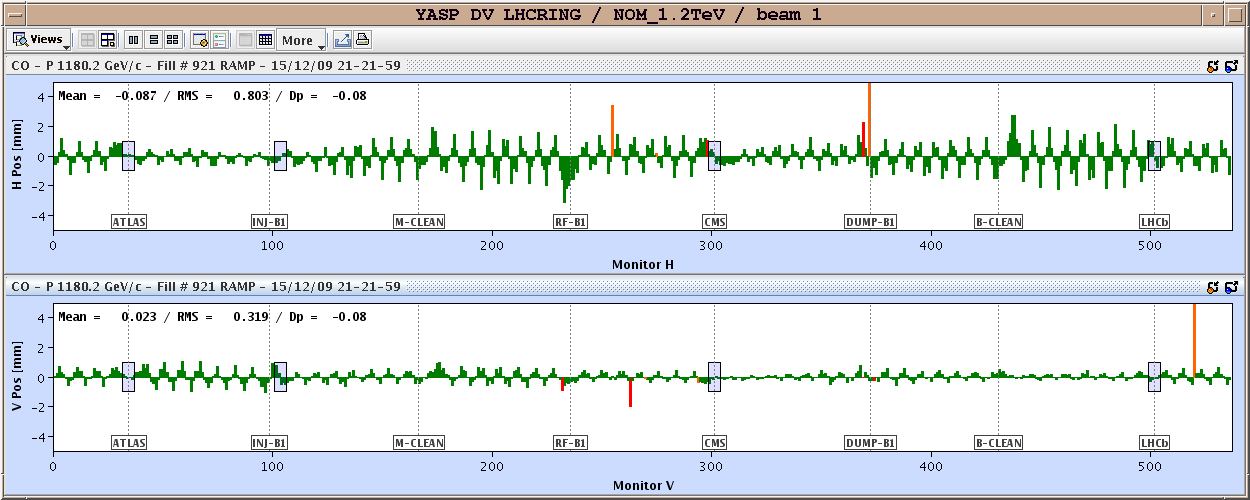 YASP DV LHCRING / NOM_1.2TeV / beam 1
Views More
CO - P 1180.2 GeV/c - Fill # 921 RAMP - 15/12/09 21-21-59
Mean = -0.087 / RMS = 0.803 / Dp = -0.08
4
2
0
-2
-4
H Pos [mm]
ATLAS INJ-B1 M-CLEAN RF-B1 CMS DUMP-B1 B-CLEAN LHCb
0 100 200 300 400 500
Monitor H
CO - P 1180.2 GeV/c - Fill # 921 RAMP - 15/12/09 21-21-59
Mean = 0.023 / RMS = 0.319 / Dp = -0.08
4
2
0
-2
-4
V Pos [mm]
ATLAS INJ-B1 M-CLEAN RF-B1 CMS DUMP-B1 B-CLEAN LHCb
0 100 200 300 400 500
Monitor V